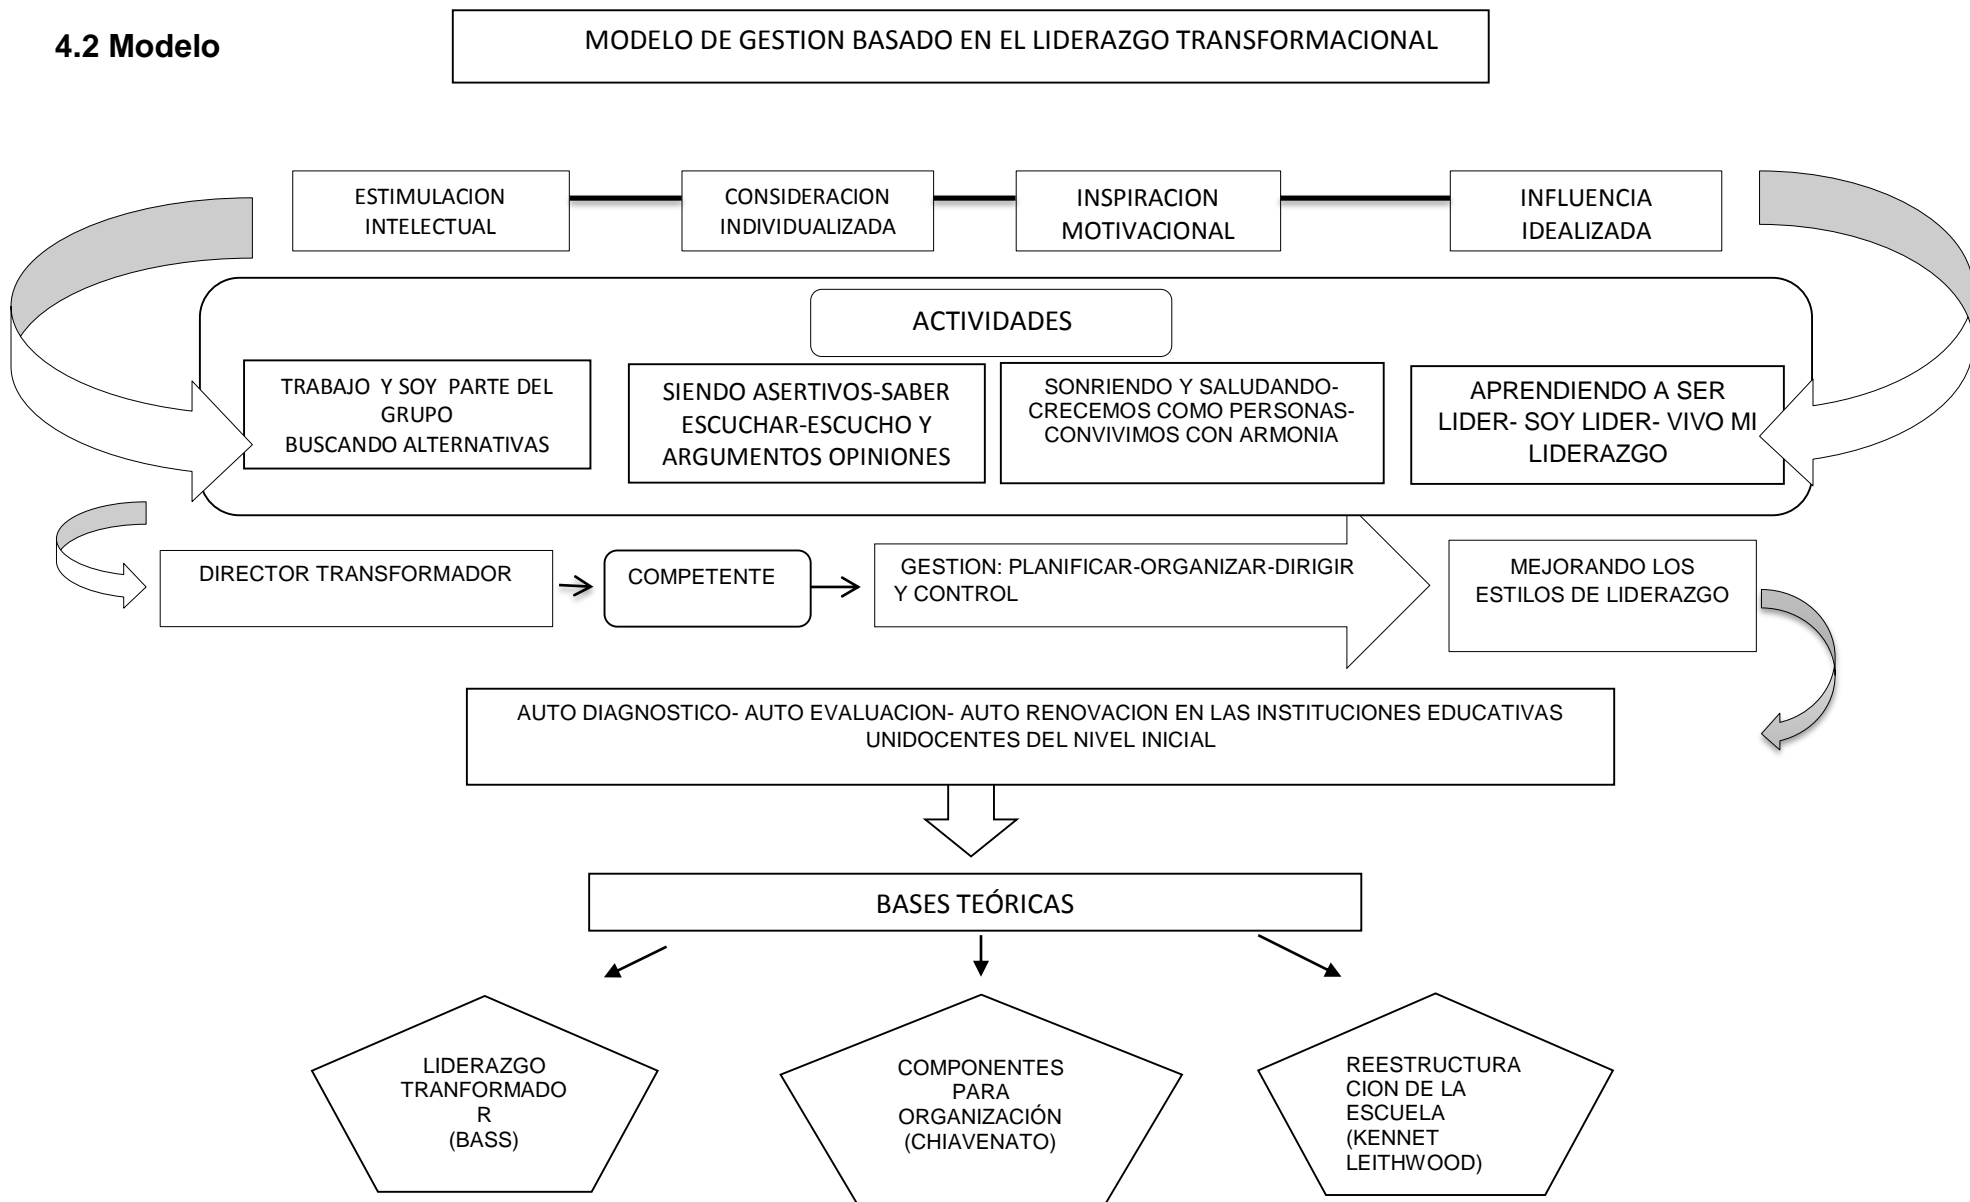 4.2 Modelo
MODELO DE GESTION BASADO EN EL LIDERAZGO TRANSFORMACIONAL
ESTIMULACION
INTELECTUAL
CONSIDERACION
INDIVIDUALIZADA
INSPIRACION
MOTIVACIONAL
INFLUENCIA
IDEALIZADA
ACTIVIDADES
TRABAJO Y SOY PARTE DEL
GRUPO
BUSCANDO ALTERNATIVAS
SIENDO ASERTIVOS-SABER
ESCUCHAR-ESCUCHO Y
ARGUMENTOS OPINIONES
SONRIENDO Y SALUDANDO-
CRECEMOS COMO PERSONAS-
CONVIVIMOS CON ARMONIA
APRENDIENDO A SER
LIDER- SOY LIDER- VIVO MI
LIDERAZGO
DIRECTOR TRANSFORMADOR
COMPETENTE
GESTION: PLANIFICAR-ORGANIZAR-DIRIGIR
Y CONTROL
MEJORANDO LOS
ESTILOS DE LIDERAZGO
AUTO DIAGNOSTICO- AUTO EVALUACION- AUTO RENOVACION EN LAS INSTITUCIONES EDUCATIVAS
UNIDOCENTES DEL NIVEL INICIAL
BASES TEÓRICAS
LIDERAZGO
TRANFORMADO
R
(BASS)
COMPONENTES
PARA
ORGANIZACIÓN
(CHIAVENATO)
REESTRUCTURA
CION DE LA
ESCUELA
(KENNET
LEITHWOOD)